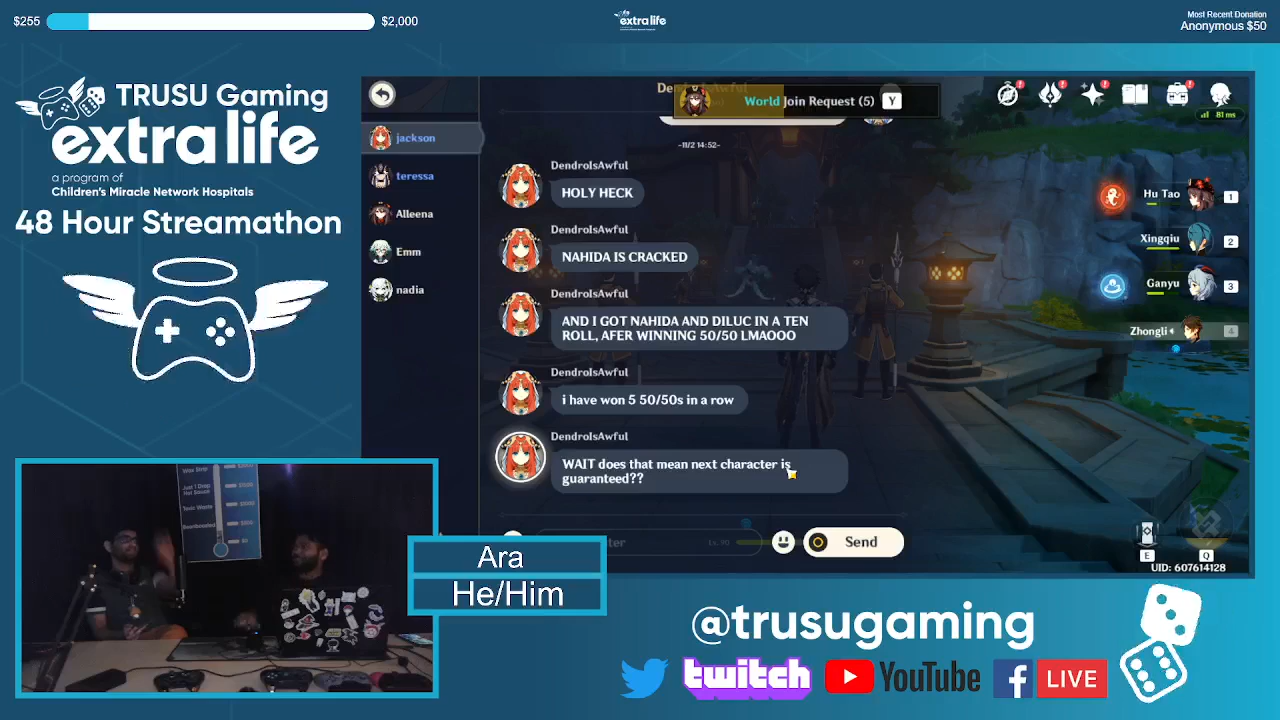 $255
$2,000
extralife
Most Recent Donation
Anonymous $50
TRUSU Gaming
extralife
a program of
Children's Miracle Network Hospitals
48 Hour Streamathon
jackson
teressa
Alleena
Emm
nadia
World Join Request (5) Y
81 ms
-11/2 14:52-
DendroIsAwful
HOLY HECK
DendroIsAwful
NAHIDA IS CRACKED
DendroIsAwful
AND I GOT NAHIDA AND DILUC IN A TEN
ROLL, AFER WINNING 50/50 LMAOOO
DendroIsAwful
i have won 5 50/50s in a row
DendroIsAwful
WAIT does that mean next character is
guaranteed??
Send
Hu Tao 1
Xingqiu 2
Ganyu 3
Zhongli 4
E
Q
UID: 607614128
Ara
He/Him
@trusugaming
twitch
YouTube
f LIVE